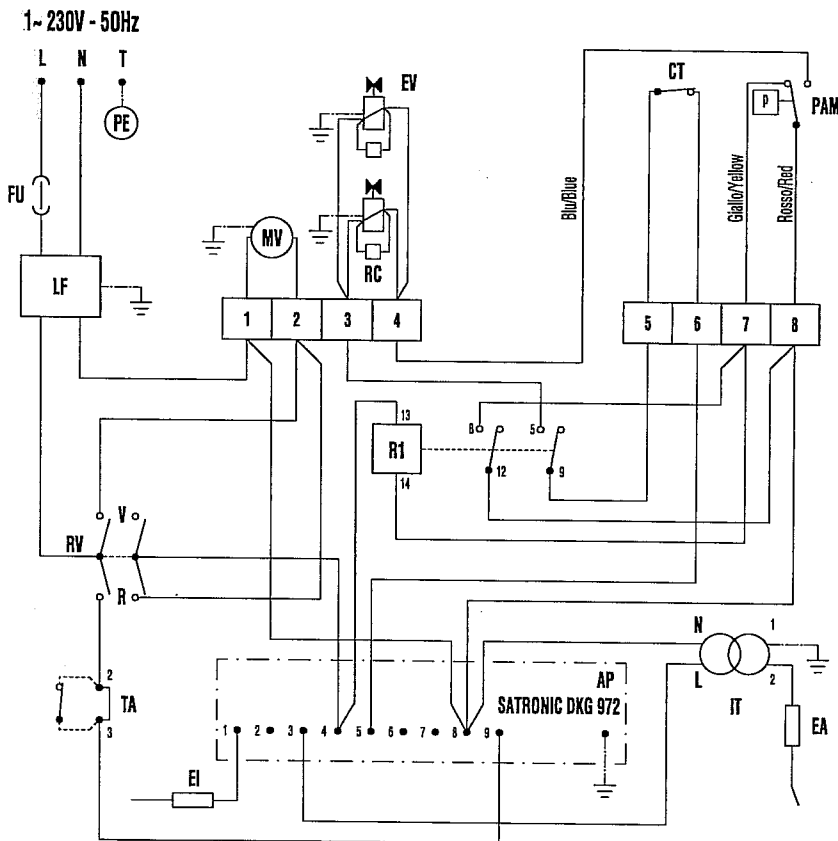 1~ 230V - 50Hz
L N T
PE
FU
LF
MV
EV
RC
CT
P
PAM
Blu/Blue
Giallo/Yellow
Rosso/Red
1 2 3 4
5 6 7 8
13
R1
14
8 5
12 9
V
RV
R
2
TA
3
AP
SATRONIC DKG 972
1 2 3 4 5 6 7 8 9
N 1
L 2
IT
EA
EI